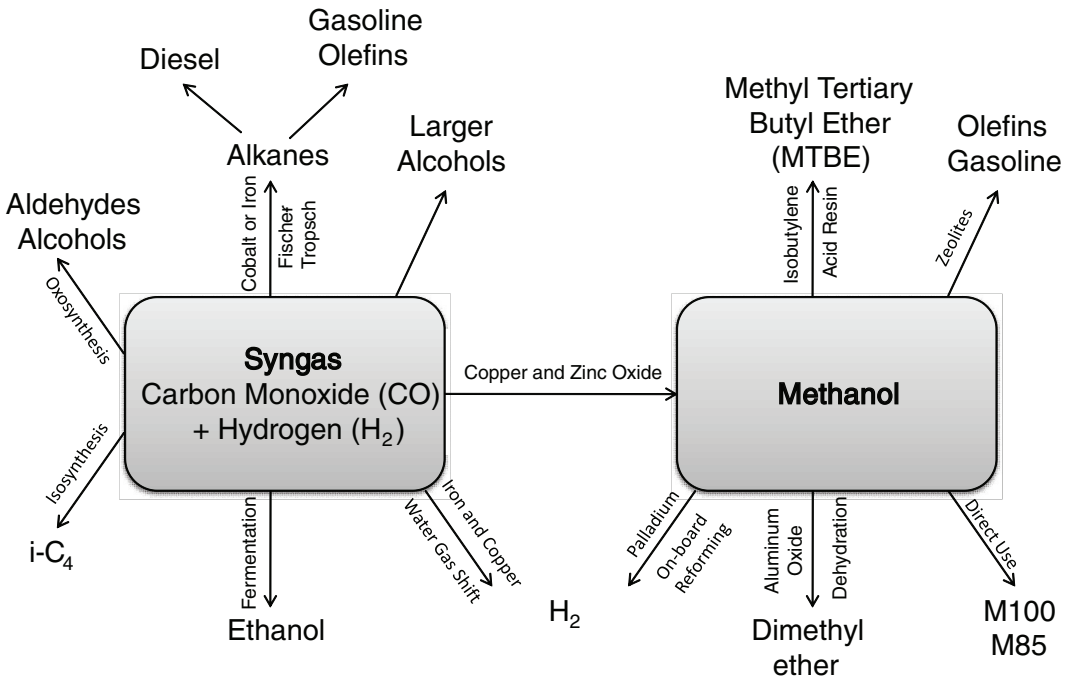 Gasoline
Olefins
Diesel
Alkanes
Larger
Alcohols
Aldehydes
Alcohols
Cobalt or Iron
Fischer
Tropsch
Oxosynthesis
Syngas
Carbon Monoxide (CO)
+ Hydrogen (H₂)
Isosynthesis
i-C₄
Fermentation
Ethanol
Iron and Copper
Water Gas Shift
H₂
Copper and Zinc Oxide
Methyl Tertiary
Butyl Ether
(MTBE)
Olefins
Gasoline
Isobutylene
Acid Resin
Zeolites
Methanol
Palladium
On-board
Reforming
Aluminum
Oxide
Dehydration
Dimethyl
ether
Direct Use
M100
M85